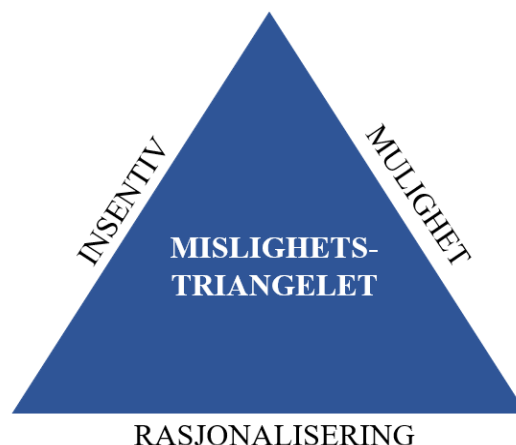 INSENTIV
MULIGHET
MISLIGHETS-
TRIANGELET
RASJONALISERING